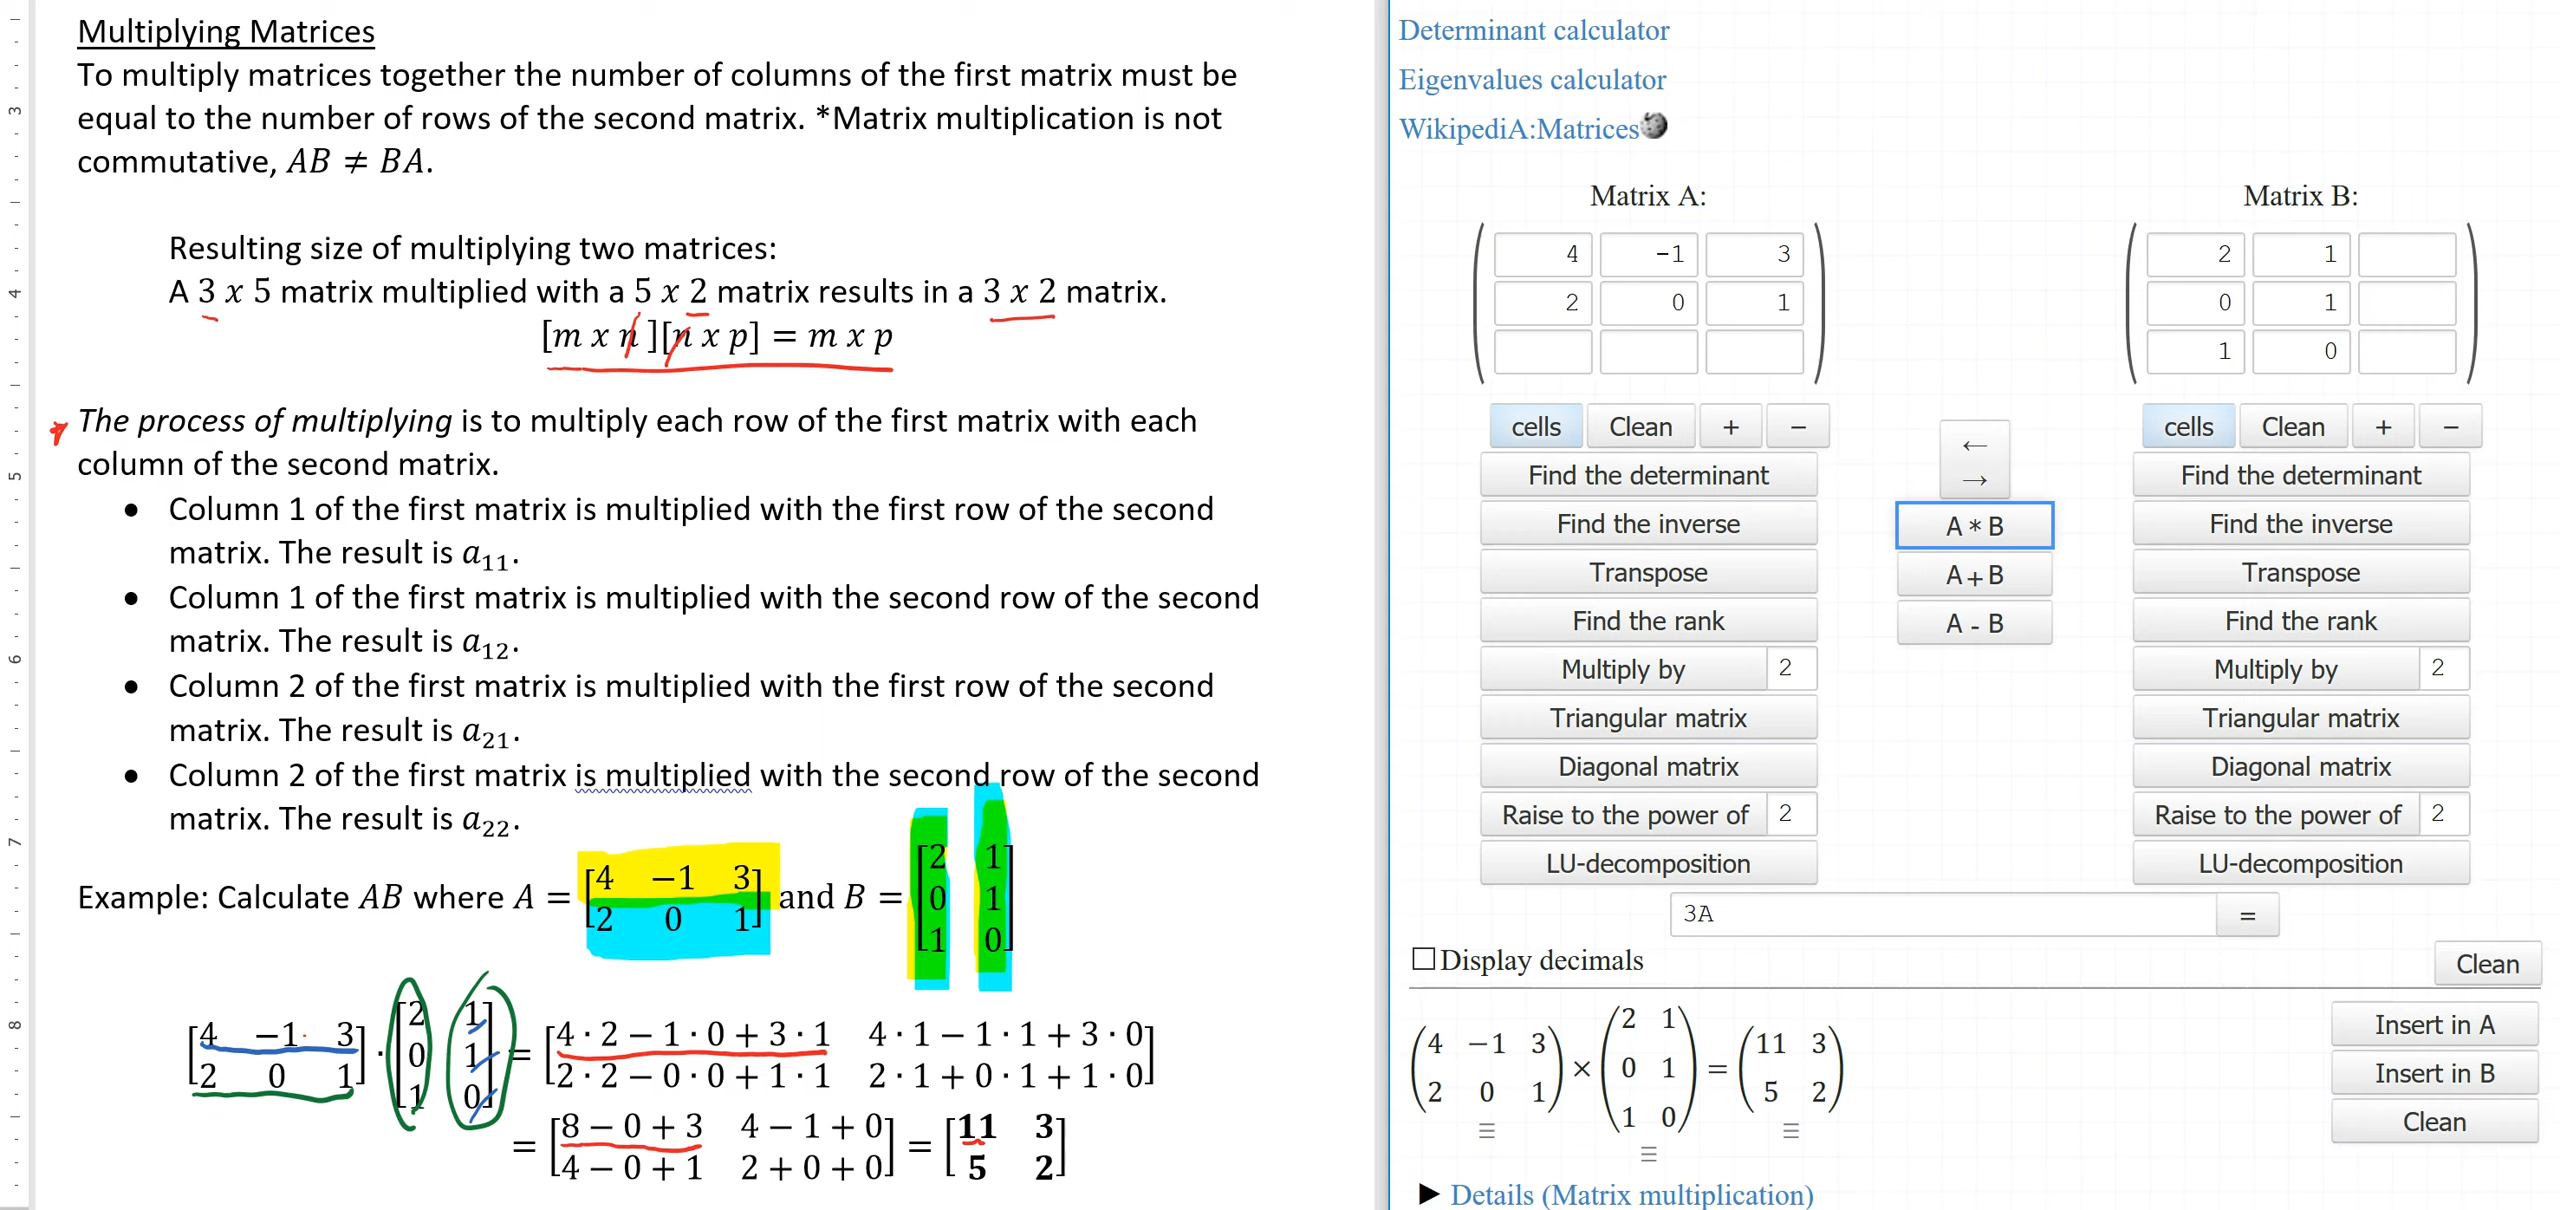 Multiplying Matrices
To multiply matrices together the number of columns of the first matrix must be
equal to the number of rows of the second matrix. *Matrix multiplication is not
commutative, AB ≠ BA.
Resulting size of multiplying two matrices:
A 3 x 5 matrix multiplied with a 5 x 2 matrix results in a 3 x 2 matrix.
[m x n ][n x p] = m x p
The process of multiplying is to multiply each row of the first matrix with each
column of the second matrix.
• Column 1 of the first matrix is multiplied with the first row of the second
matrix. The result is a₁₁.
• Column 1 of the first matrix is multiplied with the second row of the second
matrix. The result is a₁₂.
• Column 2 of the first matrix is multiplied with the first row of the second
matrix. The result is a₂₁.
• Column 2 of the first matrix is multiplied with the second row of the second
matrix. The result is a₂₂.
Example: Calculate AB where A = [4 −1 3
2 0 1] and B = [2 1
0 1
1 0]
[4 −1 3
2 0 1] · [2 1
0 1
1 0] = [4 · 2 − 1 · 0 + 3 · 1 4 · 1 − 1 · 1 + 3 · 0
2 · 2 − 0 · 0 + 1 · 1 2 · 1 + 0 · 1 + 1 · 0]
= [8 − 0 + 3 4 − 1 + 0
4 − 0 + 1 2 + 0 + 0] = [11 3
5 2]
3
4
5
6
7
8
Determinant calculator
Eigenvalues calculator
WikipediA:Matrices
Matrix A:
4 -1 3
2 0 1
cells Clean + −
Find the determinant
Find the inverse
Transpose
Find the rank
Multiply by 2
Triangular matrix
Diagonal matrix
Raise to the power of 2
LU-decomposition
←
→
A * B
A + B
A - B
Matrix B:
2 1
0 1
1 0
cells Clean + −
Find the determinant
Find the inverse
Transpose
Find the rank
Multiply by 2
Triangular matrix
Diagonal matrix
Raise to the power of 2
LU-decomposition
3A =
Display decimals
Clean
(4 −1 3
2 0 1) × (2 1
0 1
1 0) = (11 3
5 2)
Insert in A
Insert in B
Clean
▶ Details (Matrix multiplication)